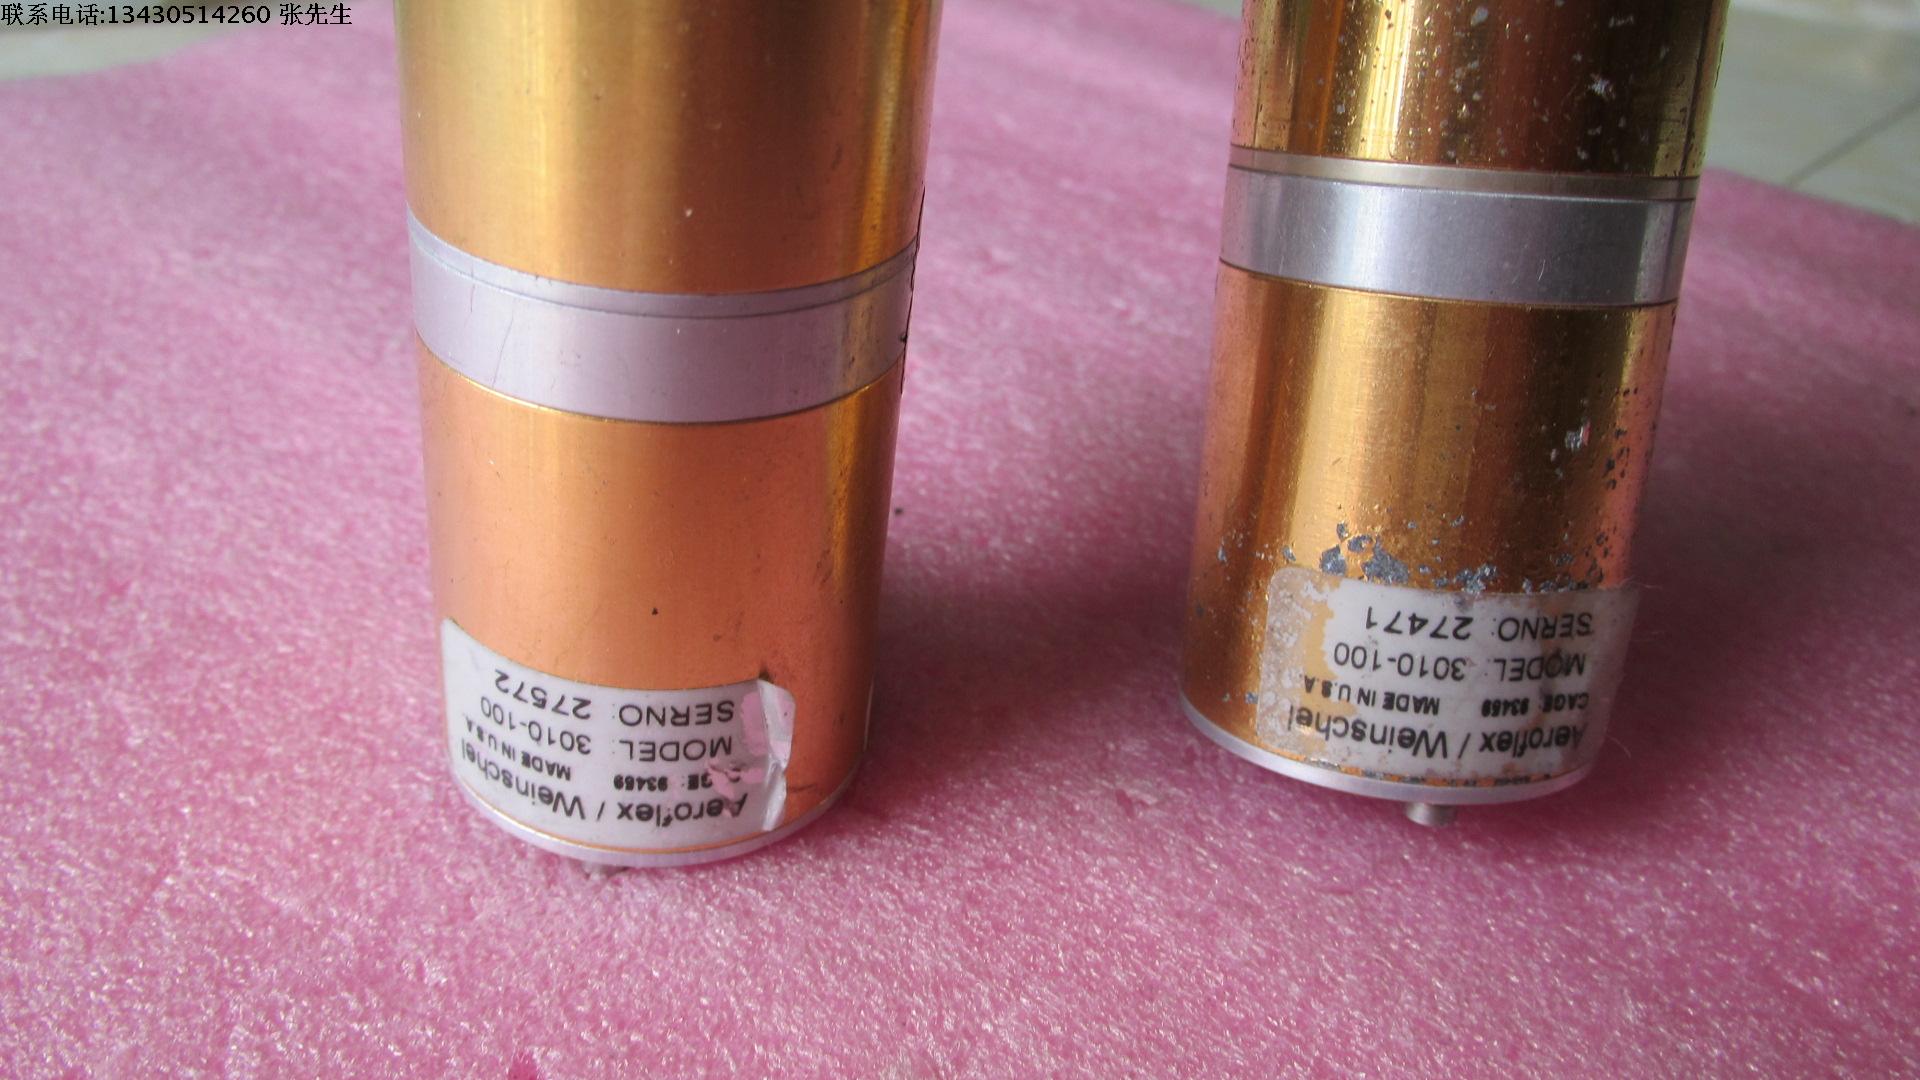 联系电话:13430514260 张先生
Aeroflex / Weinschel
93459 MADE IN U.S.A.
MODEL: 3010-100
SERNO: 27572
Aeroflex / Weinschel
CAGE: 93459 MADE IN U.S.A.
MODEL: 3010-100
SERNO: 27471